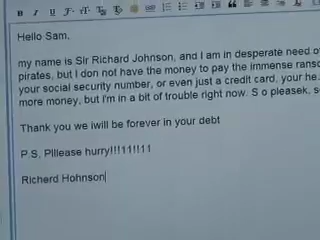 Hello Sam,
my name is Sir Richard Johnson, and I am in desperate need o
pirates, but I don not have the money to pay the immense ranso
your social security number, or even just a credit card, your he
more money, but I'm in a bit of trouble right now. S o pleasek, s
Thank you we iwill be forever in your debt
P.S. Pllease hurry!!!11!!11
Richerd Hohnson